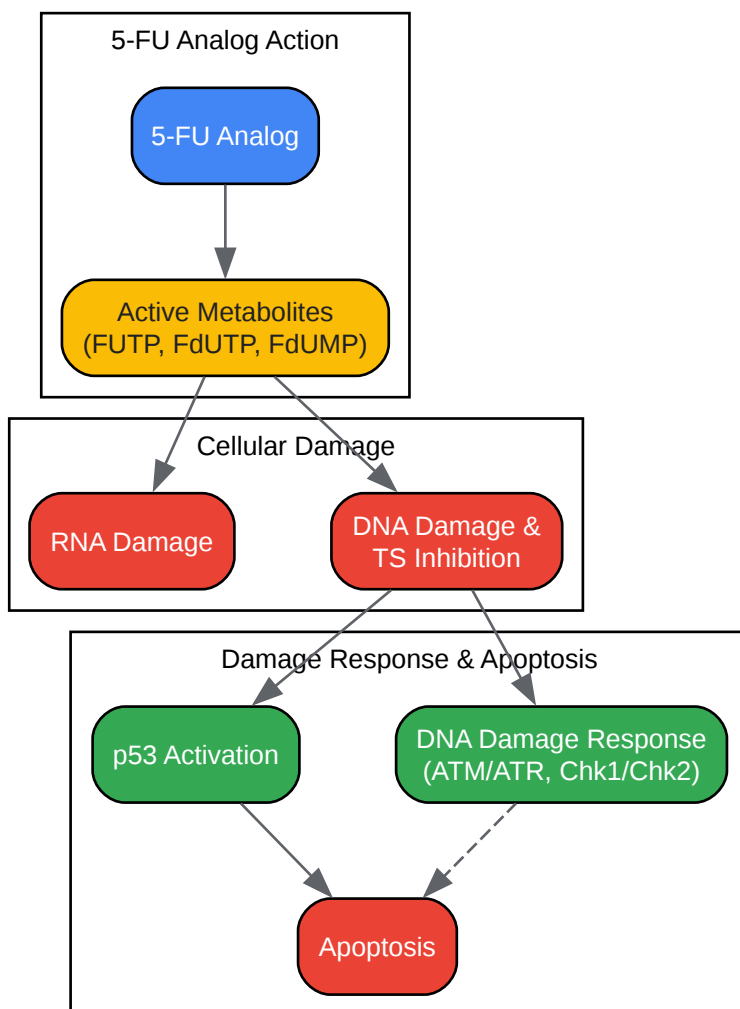 5-FU Analog Action
5-FU Analog
Active Metabolites
(FUTP, FdUTP, FdUMP)
Cellular Damage
RNA Damage
DNA Damage &
TS Inhibition
Damage Response & Apoptosis
p53 Activation
DNA Damage Response
(ATM/ATR, Chk1/Chk2)
Apoptosis